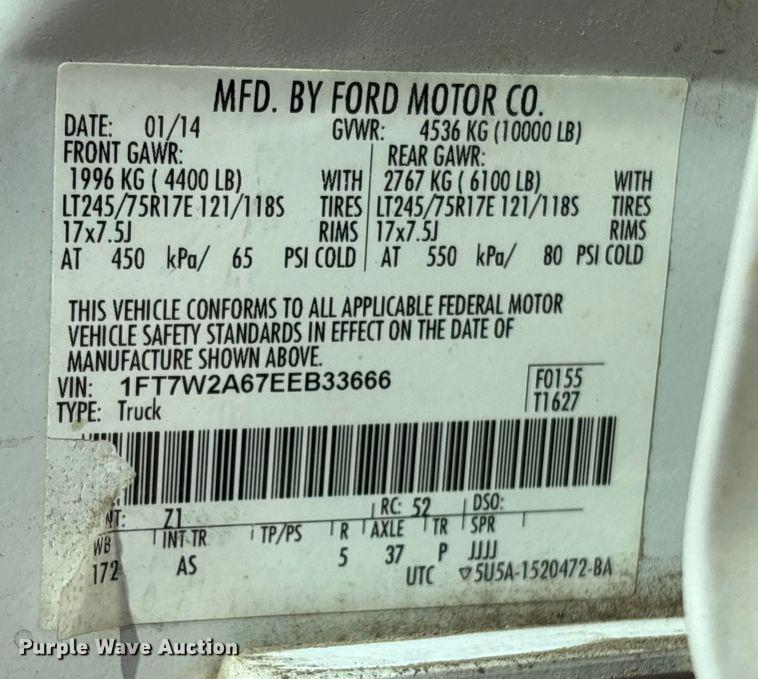 MFD. BY FORD MOTOR CO.
DATE: 01/14 GVWR: 4536 KG (10000 LB)
FRONT GAWR: REAR GAWR:
1996 KG ( 4400 LB) WITH 2767 KG ( 6100 LB) WITH
LT245/75R17E 121/118S TIRES LT245/75R17E 121/118S TIRES
17x7.5J RIMS 17x7.5J RIMS
AT 450 kPa/ 65 PSI COLD AT 550 kPa/ 80 PSI COLD
THIS VEHICLE CONFORMS TO ALL APPLICABLE FEDERAL MOTOR
VEHICLE SAFETY STANDARDS IN EFFECT ON THE DATE OF
MANUFACTURE SHOWN ABOVE.
VIN: 1FT7W2A67EEB33666 F0155
TYPE: Truck T1627
NT: Z1 RC: 52 DSO:
WB INT TR TP/PS R AXLE TR SPR
172 AS 5 37 P JJJJ
UTC ▽5U5A-1520472-BA
Purple Wave Auction